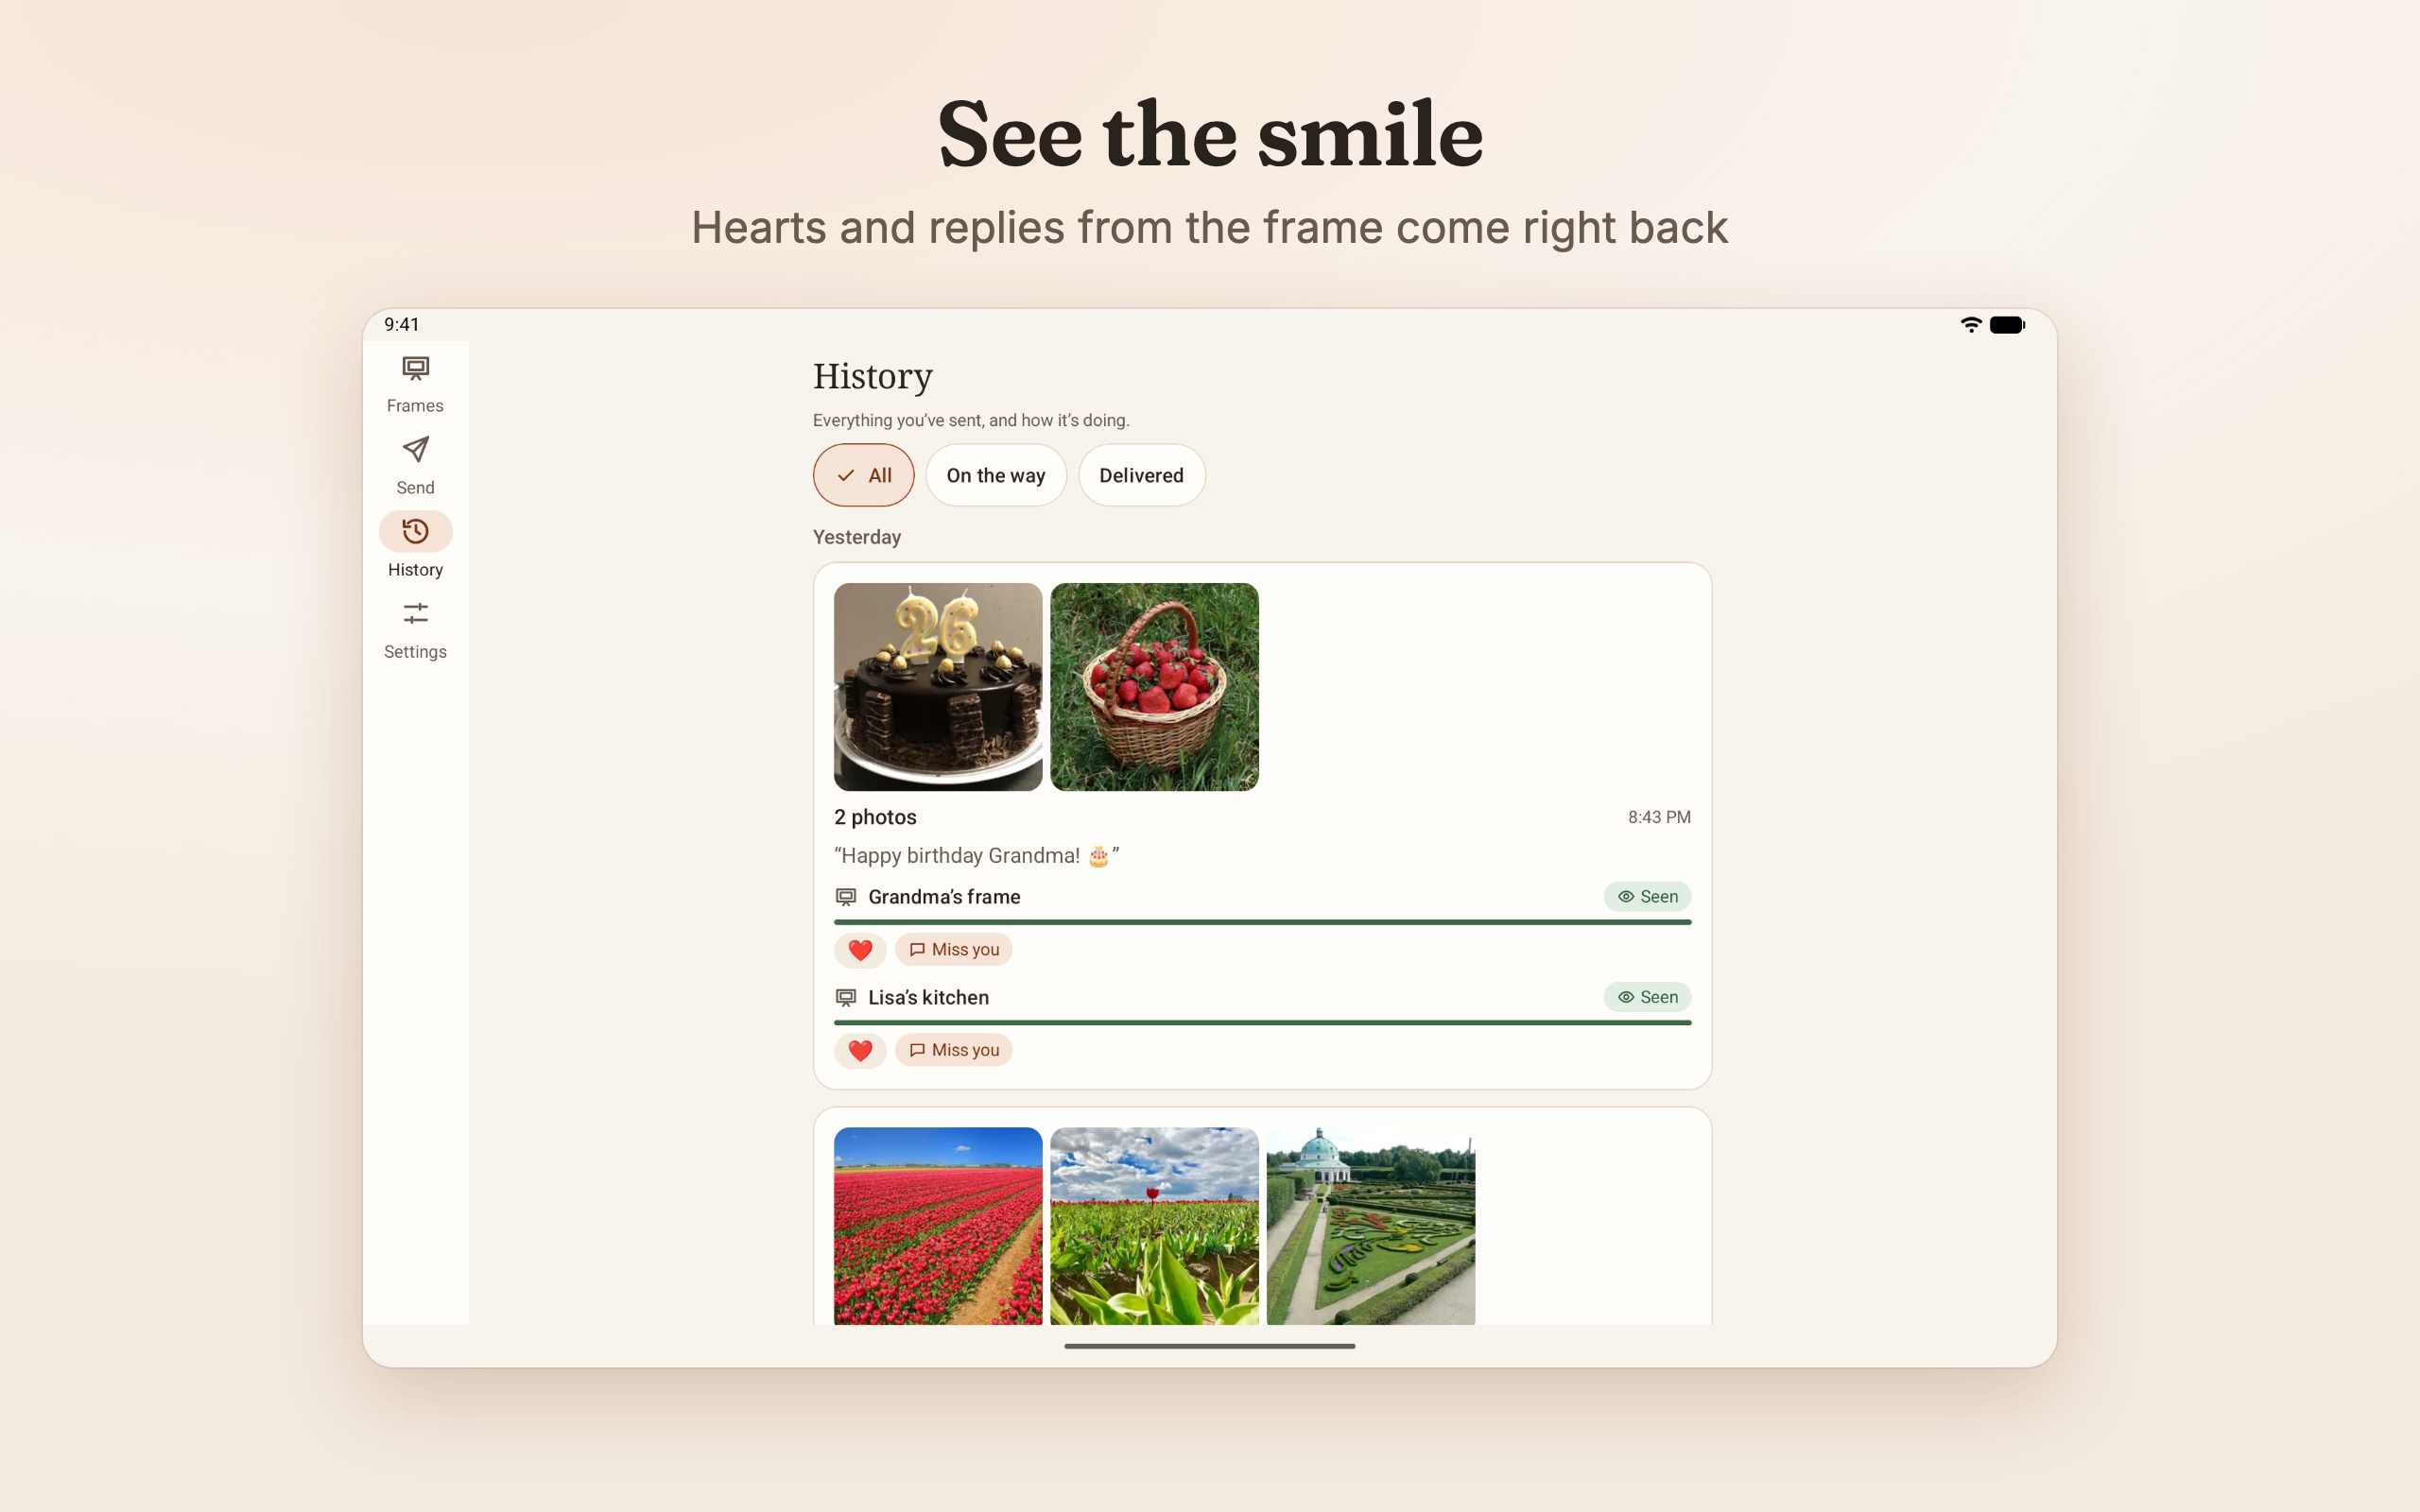 See the smile
Hearts and replies from the frame come right back
9:41
Frames
Send
History
Settings
History
Everything you’ve sent, and how it’s doing.
All
On the way
Delivered
Yesterday
26
2 photos
8:43 PM
“Happy birthday Grandma! 🎂”
Grandma’s frame
Seen
❤️
Miss you
Lisa’s kitchen
Seen
❤️
Miss you